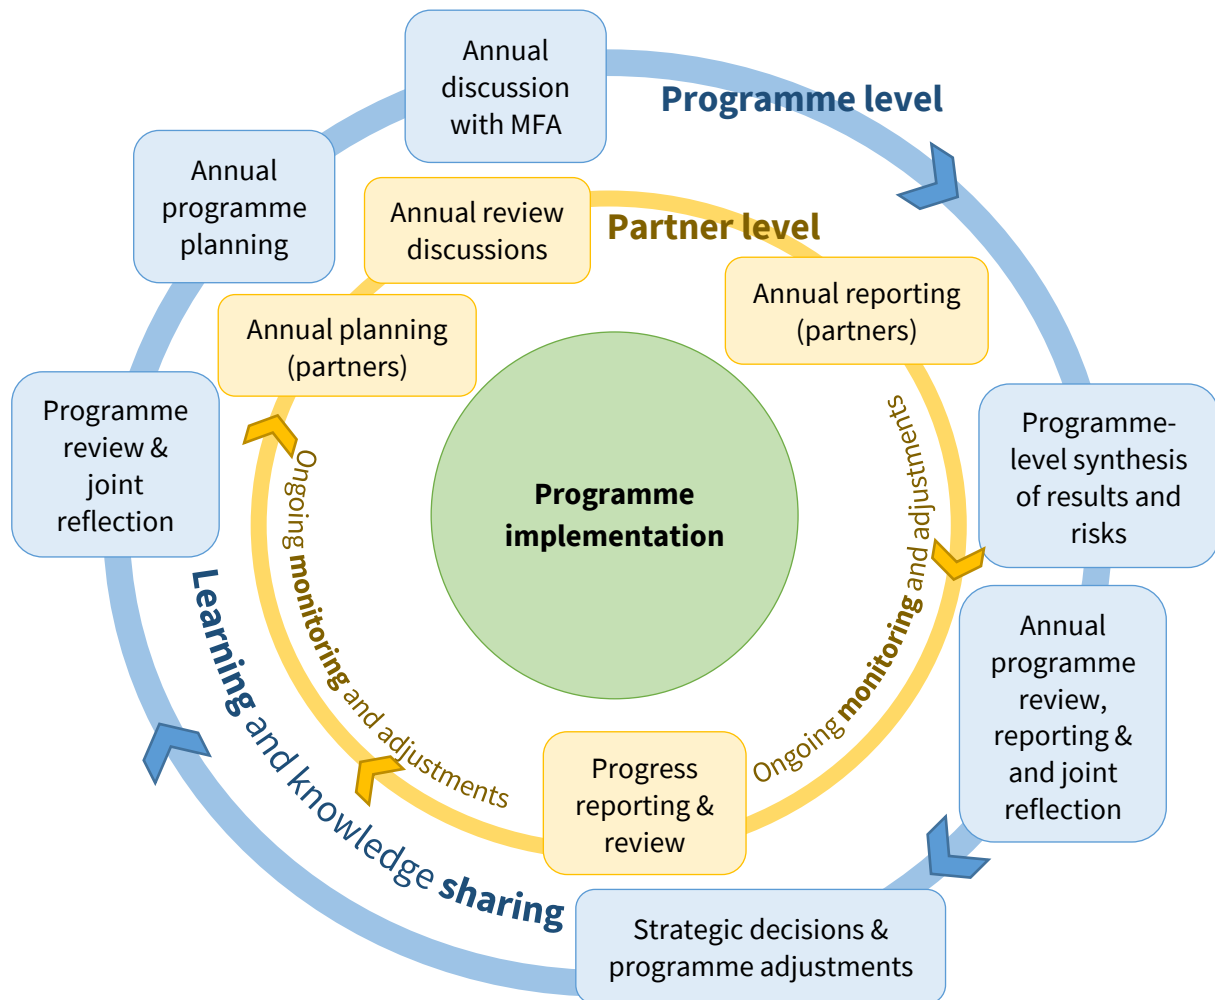 Annual
discussion
with MFA
Programme level
Annual
programme
planning
Annual review
discussions
Partner level
Annual reporting
(partners)
Annual planning
(partners)
Programme
review &
joint
reflection
Programme-
level synthesis
of results and
risks
Programme
implementation
Ongoing monitoring and adjustments
Ongoing monitoring and adjustments
Annual
programme
review,
reporting &
and joint
reflection
Learning and knowledge sharing
Progress
reporting &
review
Strategic decisions &
programme adjustments